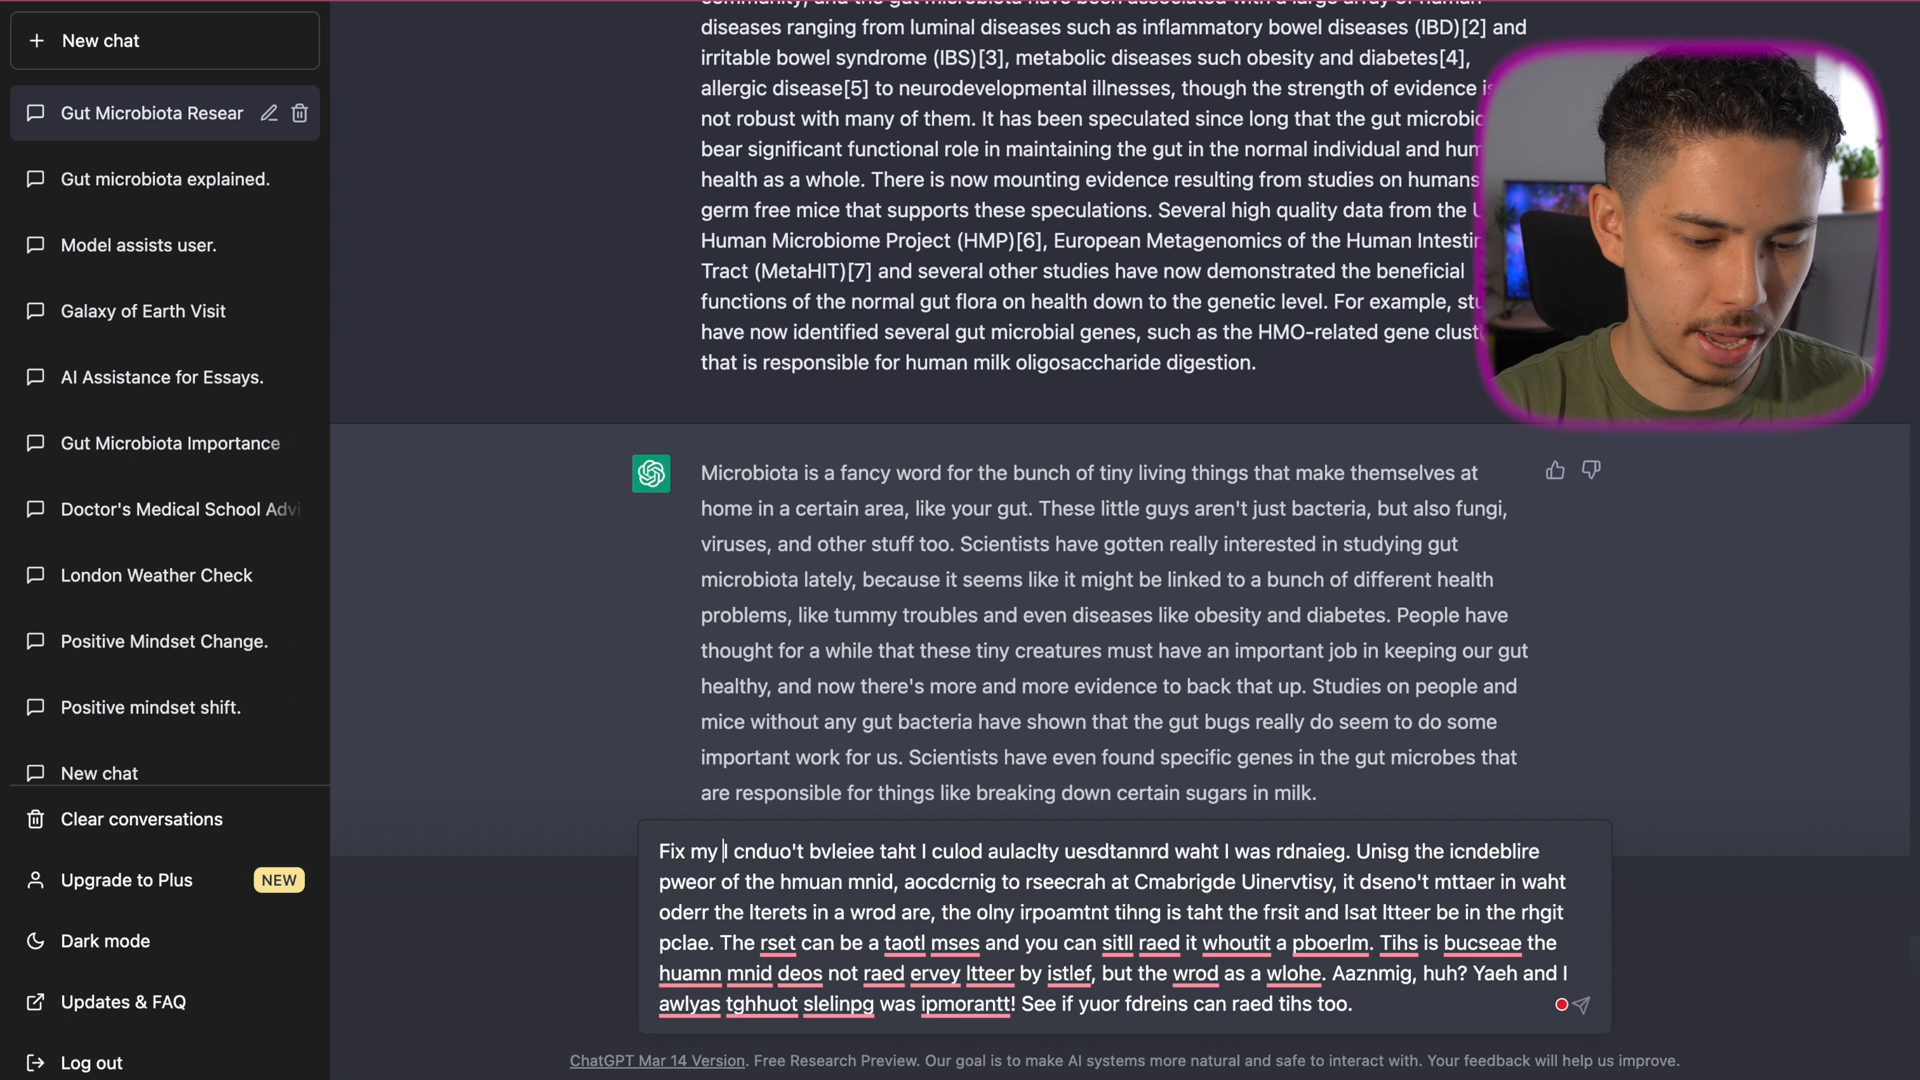 New chat
Gut Microbiota Resear
Gut microbiota explained.
Model assists user.
Galaxy of Earth Visit
AI Assistance for Essays.
Gut Microbiota Importance
Doctor's Medical School Advi
London Weather Check
Positive Mindset Change.
Positive mindset shift.
New chat
Clear conversations
Upgrade to Plus NEW
Dark mode
Updates & FAQ
Log out
diseases ranging from luminal diseases such as inflammatory bowel diseases (IBD)[2] and
irritable bowel syndrome (IBS)[3], metabolic diseases such obesity and diabetes[4],
allergic disease[5] to neurodevelopmental illnesses, though the strength of evidence is
not robust with many of them. It has been speculated since long that the gut microbio
bear significant functional role in maintaining the gut in the normal individual and hum
health as a whole. There is now mounting evidence resulting from studies on humans
germ free mice that supports these speculations. Several high quality data from the U
Human Microbiome Project (HMP)[6], European Metagenomics of the Human Intestin
Tract (MetaHIT)[7] and several other studies have now demonstrated the beneficial
functions of the normal gut flora on health down to the genetic level. For example, stu
have now identified several gut microbial genes, such as the HMO-related gene clust
that is responsible for human milk oligosaccharide digestion.
Microbiota is a fancy word for the bunch of tiny living things that make themselves at
home in a certain area, like your gut. These little guys aren't just bacteria, but also fungi,
viruses, and other stuff too. Scientists have gotten really interested in studying gut
microbiota lately, because it seems like it might be linked to a bunch of different health
problems, like tummy troubles and even diseases like obesity and diabetes. People have
thought for a while that these tiny creatures must have an important job in keeping our gut
healthy, and now there's more and more evidence to back that up. Studies on people and
mice without any gut bacteria have shown that the gut bugs really do seem to do some
important work for us. Scientists have even found specific genes in the gut microbes that
are responsible for things like breaking down certain sugars in milk.
Fix my I cnduo't bvleiee taht I culod aulaclty uesdtannrd waht I was rdnaieg. Unisg the icndeblire
pweor of the hmuan mnid, aocdcrnig to rseecrah at Cmabrigde Uinervtisy, it dseno't mttaer in waht
oderr the lterets in a wrod are, the olny irpoamtnt tihng is taht the frsit and lsat ltteer be in the rhgit
pclae. The rset can be a taotl mses and you can sitll raed it whoutit a pboerlm. Tihs is bucseae the
huamn mnid deos not raed ervey ltteer by istlef, but the wrod as a wlohe. Aaznmig, huh? Yaeh and I
awlyas tghhuot slelinpg was ipmorantt! See if yuor fdreins can raed tihs too.
ChatGPT Mar 14 Version. Free Research Preview. Our goal is to make AI systems more natural and safe to interact with. Your feedback will help us improve.